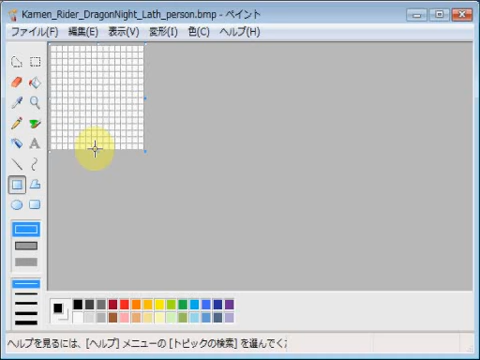 Kamen_Rider_DragonNight_Lath_person.bmp - ペイント
ファイル(F) 編集(E) 表示(V) 変形(I) 色(C) ヘルプ(H)
A
ヘルプを見るには、[ヘルプ] メニューの [トピックの検索] を選んでく